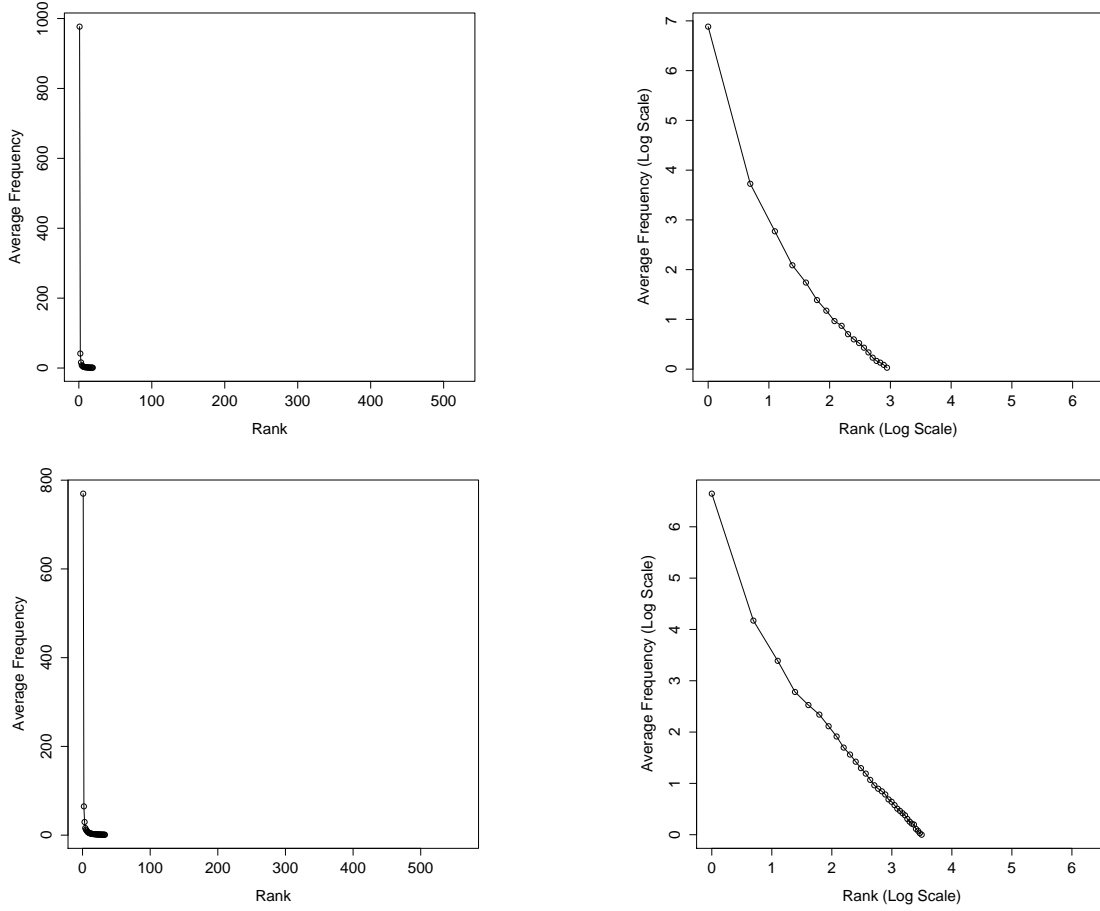 1000
800
600
400
200
0
Average Frequency
0 100 200 300 400 500
Rank
7
6
5
4
3
2
1
0
Average Frequency (Log Scale)
0 1 2 3 4 5 6
Rank (Log Scale)
800
600
400
200
0
Average Frequency
0 100 200 300 400 500
Rank
6
5
4
3
2
1
0
Average Frequency (Log Scale)
0 1 2 3 4 5 6
Rank (Log Scale)